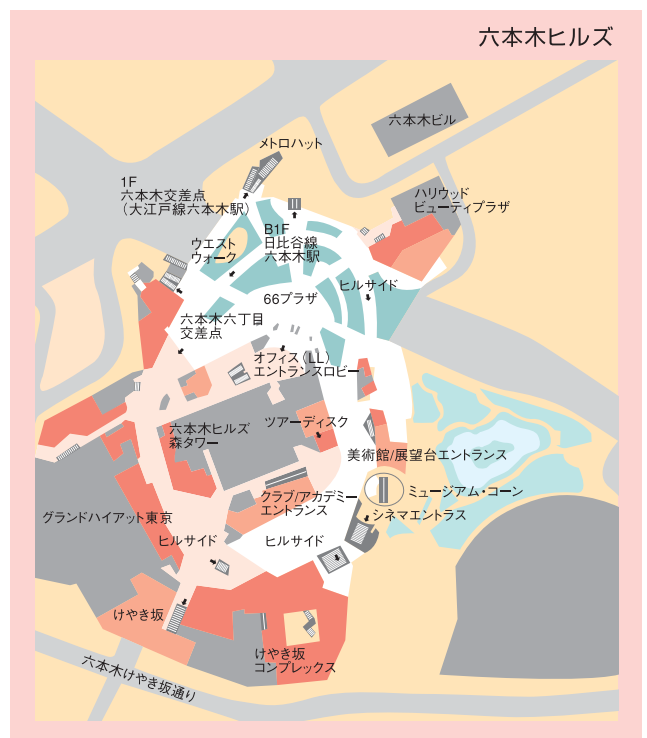 六本木ヒルズ
六本木ビル
メトロハット
1F
六本木交差点
（大江戸線六本木駅）
ハリウッド
ビューティプラザ
B1F
日比谷線
六本木駅
ウエスト
ウォーク
ヒルサイド
66プラザ
六本木六丁目
交差点
オフィス（LL）
エントランスロビー
ツアーディスク
六本木ヒルズ
森タワー
美術館/展望台エントランス
ミュージアム・コーン
クラブ/アカデミー
エントランス
シネマエントラス
グランドハイアット東京
ヒルサイド
ヒルサイド
けやき坂
けやき坂
コンプレックス
六本木けやき坂通り